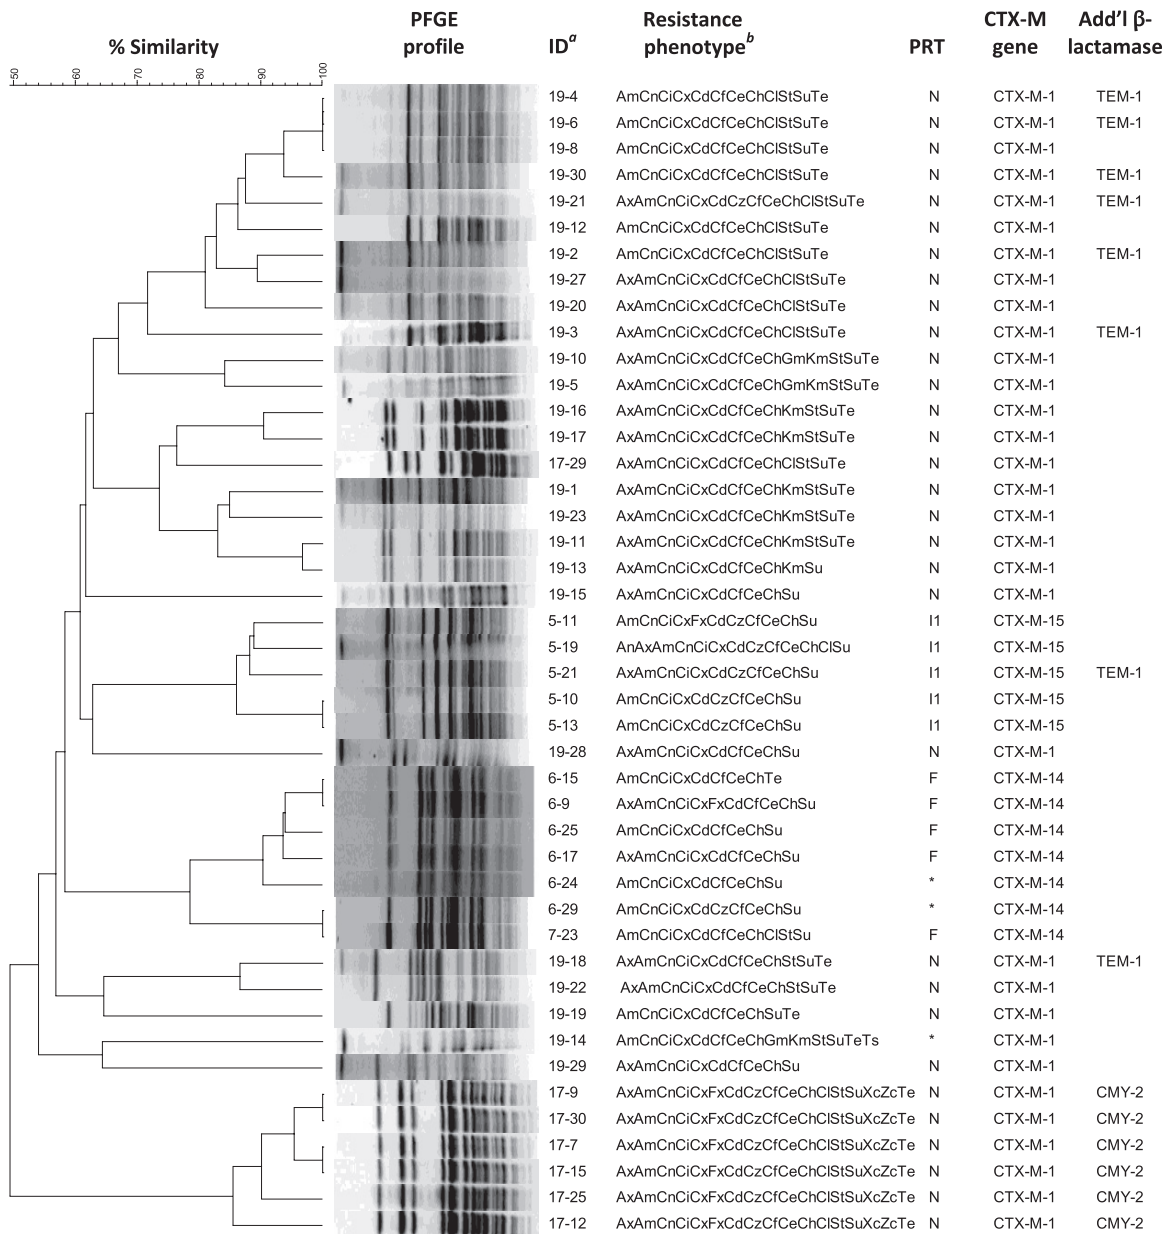 % Similarity PFGE profile IDa Resistance phenotypeb PRT CTX-M gene Add'l β-lactamase
50 60 70 80 90 100
19-4 AmCnCiCxCdCfCeChClStSuTe N CTX-M-1 TEM-1
19-6 AmCnCiCxCdCfCeChClStSuTe N CTX-M-1 TEM-1
19-8 AmCnCiCxCdCfCeChClStSuTe N CTX-M-1
19-30 AmCnCiCxCdCfCeChClStSuTe N CTX-M-1 TEM-1
19-21 AxAmCnCiCxCdCzCfCeChClStSuTe N CTX-M-1 TEM-1
19-12 AmCnCiCxCdCfCeChClStSuTe N CTX-M-1
19-2 AmCnCiCxCdCfCeChClStSuTe N CTX-M-1 TEM-1
19-27 AxAmCnCiCxCdCfCeChClStSuTe N CTX-M-1
19-20 AxAmCnCiCxCdCfCeChClStSuTe N CTX-M-1
19-3 AxAmCnCiCxCdCfCeChClStSuTe N CTX-M-1 TEM-1
19-10 AxAmCnCiCxCdCfCeChGmKmStSuTe N CTX-M-1
19-5 AxAmCnCiCxCdCfCeChGmKmStSuTe N CTX-M-1
19-16 AxAmCnCiCxCdCfCeChKmStSuTe N CTX-M-1
19-17 AxAmCnCiCxCdCfCeChKmStSuTe N CTX-M-1
17-29 AxAmCnCiCxCdCfCeChClStSuTe N CTX-M-1
19-1 AxAmCnCiCxCdCfCeChKmStSuTe N CTX-M-1
19-23 AxAmCnCiCxCdCfCeChKmStSuTe N CTX-M-1
19-11 AxAmCnCiCxCdCfCeChKmStSuTe N CTX-M-1
19-13 AxAmCnCiCxCdCfCeChKmSu N CTX-M-1
19-15 AxAmCnCiCxCdCfCeChSu N CTX-M-1
5-11 AmCnCiCxFxCdCzCfCeChSu I1 CTX-M-15
5-19 AnAxAmCnCiCxCdCzCfCeChClSu I1 CTX-M-15
5-21 AxAmCnCiCxCdCzCfCeChSu I1 CTX-M-15 TEM-1
5-10 AmCnCiCxCdCzCfCeChSu I1 CTX-M-15
5-13 AmCnCiCxCdCzCfCeChSu I1 CTX-M-15
19-28 AxAmCnCiCxCdCfCeChSu N CTX-M-1
6-15 AmCnCiCxCdCfCeChTe F CTX-M-14
6-9 AxAmCnCiCxFxCdCfCeChSu F CTX-M-14
6-25 AmCnCiCxCdCfCeChSu F CTX-M-14
6-17 AxAmCnCiCxCdCfCeChSu F CTX-M-14
6-24 AmCnCiCxCdCfCeChSu * CTX-M-14
6-29 AmCnCiCxCdCzCfCeChSu * CTX-M-14
7-23 AmCnCiCxCdCfCeChClStSu F CTX-M-14
19-18 AxAmCnCiCxCdCfCeChStSuTe N CTX-M-1 TEM-1
19-22 AxAmCnCiCxCdCfCeChStSuTe N CTX-M-1
19-19 AmCnCiCxCdCfCeChSuTe N CTX-M-1
19-14 AmCnCiCxCdCfCeChGmKmStSuTeTs * CTX-M-1
19-29 AxAmCnCiCxCdCfCeChSu N CTX-M-1
17-9 AxAmCnCiCxFxCdCzCfCeChClStSuXcZcTe N CTX-M-1 CMY-2
17-30 AxAmCnCiCxFxCdCzCfCeChClStSuXcZcTe N CTX-M-1 CMY-2
17-7 AxAmCnCiCxFxCdCzCfCeChClStSuXcZcTe N CTX-M-1 CMY-2
17-15 AxAmCnCiCxFxCdCzCfCeChClStSuXcZcTe N CTX-M-1 CMY-2
17-25 AxAmCnCiCxFxCdCzCfCeChClStSuXcZcTe N CTX-M-1 CMY-2
17-12 AxAmCnCiCxFxCdCzCfCeChClStSuXcZcTe N CTX-M-1 CMY-2